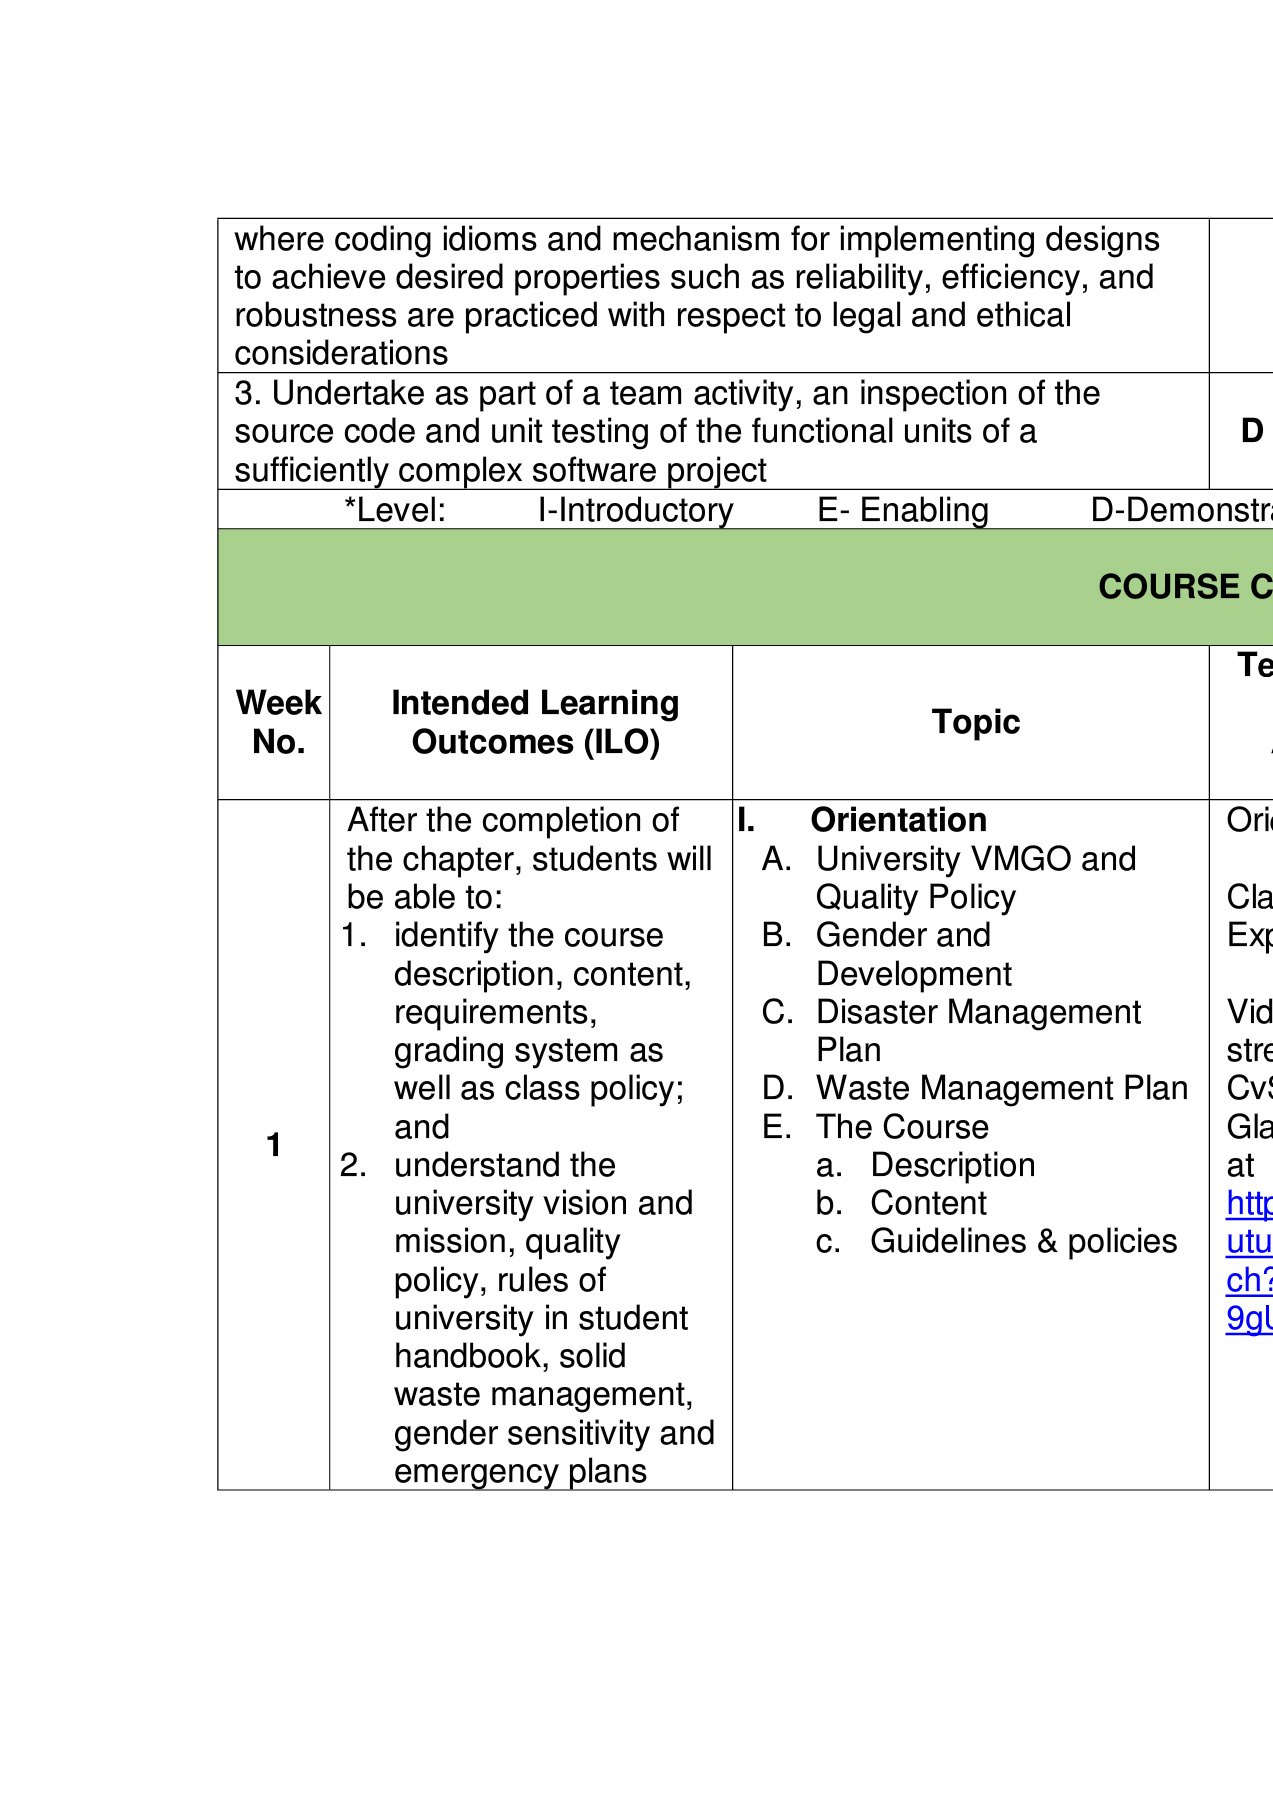 where coding idioms and mechanism for implementing designs
to achieve desired properties such as reliability, efficiency, and
robustness are practiced with respect to legal and ethical
considerations
3. Undertake as part of a team activity, an inspection of the
source code and unit testing of the functional units of a
sufficiently complex software project
D
*Level: I-Introductory E- Enabling D-Demonstra
COURSE C
Week
No.
Intended Learning
Outcomes (ILO)
Topic
Te
1
After the completion of
the chapter, students will
be able to:
1. identify the course
description, content,
requirements,
grading system as
well as class policy;
and
2. understand the
university vision and
mission, quality
policy, rules of
university in student
handbook, solid
waste management,
gender sensitivity and
emergency plans
I. Orientation
A. University VMGO and
Quality Policy
B. Gender and
Development
C. Disaster Management
Plan
D. Waste Management Plan
E. The Course
a. Description
b. Content
c. Guidelines & policies
Orie
Cla
Exp
Vid
stre
CvS
Gla
at
http
utu
ch?
9gU